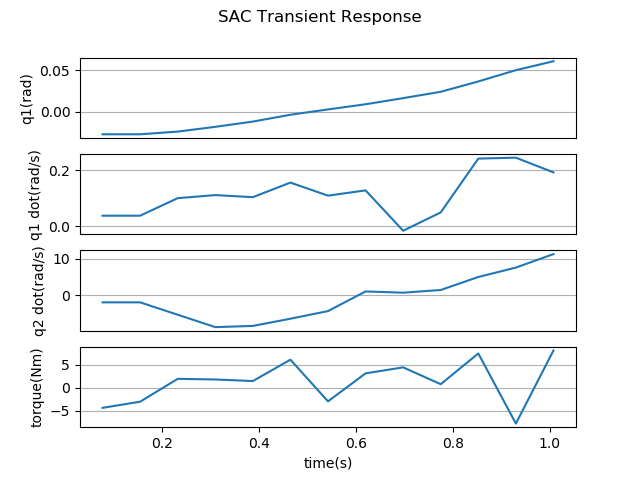 SAC Transient Response
q1(rad)
0.05
0.00
q1 dot(rad/s)
0.2
0.0
q2 dot(rad/s)
10
0
torque(Nm)
5
0
−5
0.2 0.4 0.6 0.8 1.0
time(s)